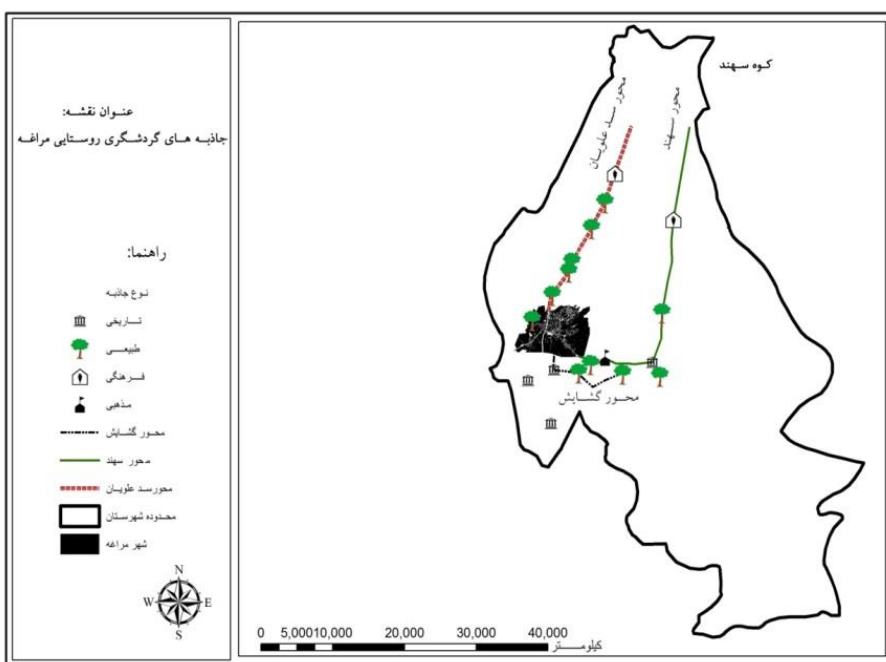 عنوان نقشه:
جاذبه های گردشگری روستایی مراغه
راهنما:
نوع جاذبه
تاریخی
طبیعی
فرهنگی
مذهبی
محور گشایش
محور سهند
محورسد علویان
محدوده شهرستان
شهر مراغه
N
W E
S
کوه سهند
محور سد علویان
محور سهند
محور گشایش
0 5,000 10,000 20,000 30,000 40,000
کیلومتر